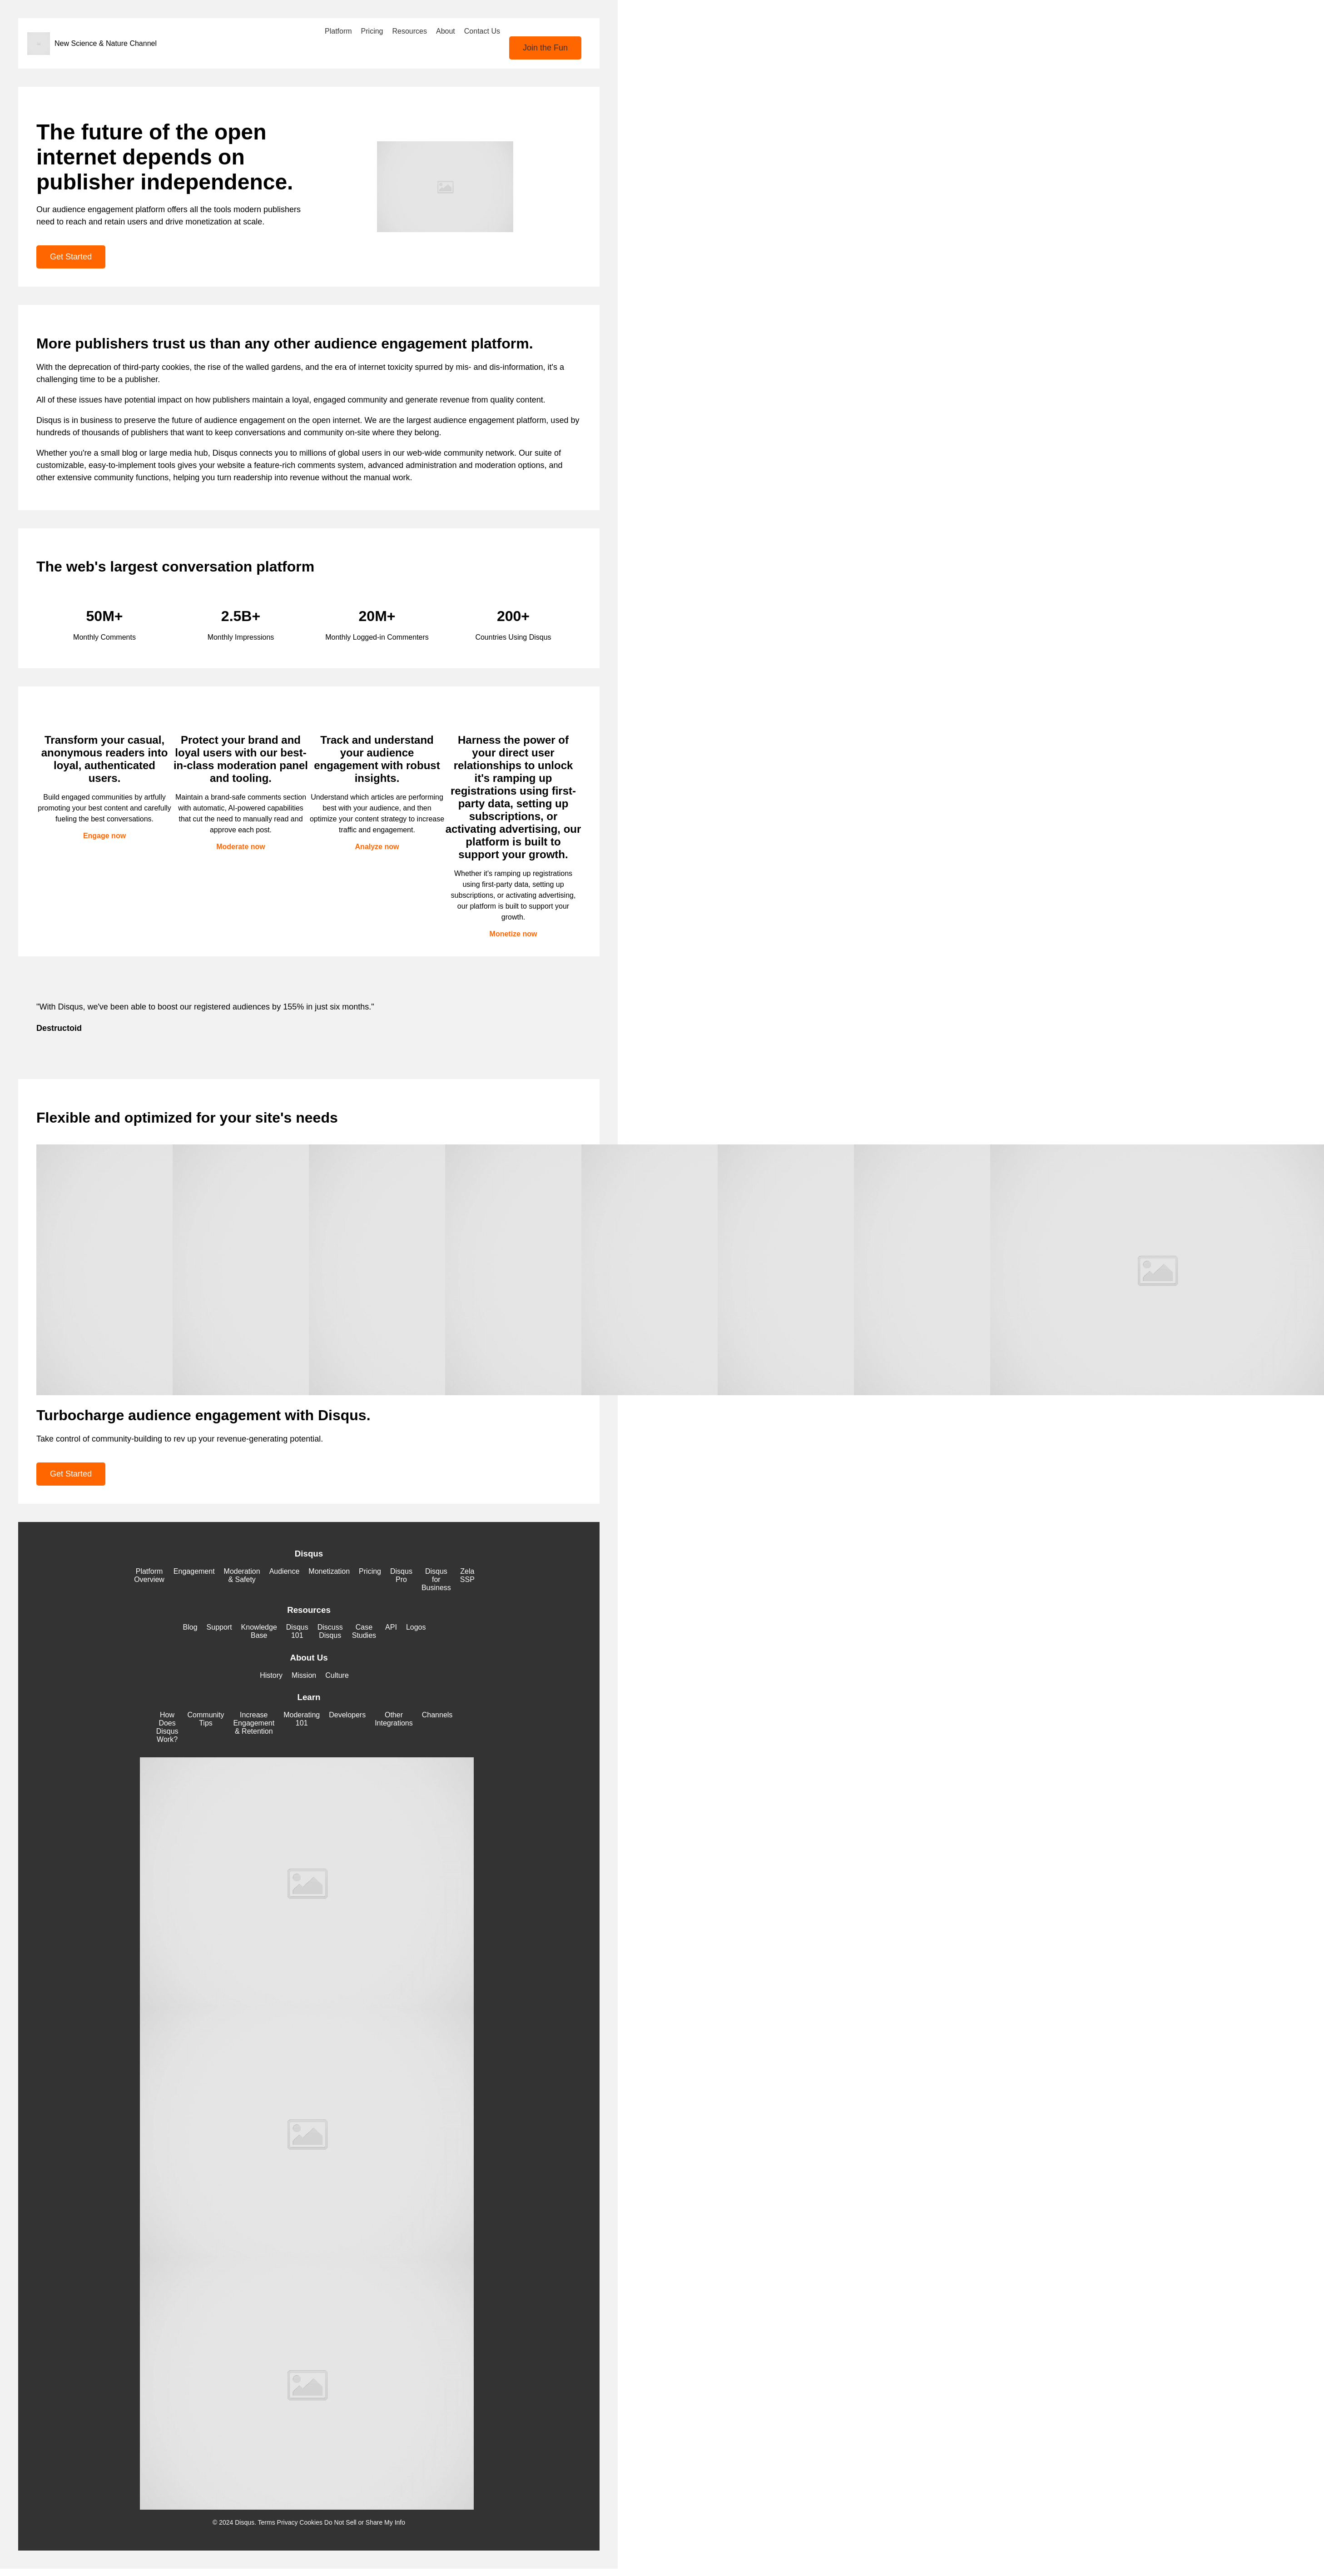 New Science & Nature Channel
Platform Pricing Resources About Contact Us
Join the Fun
The future of the open
internet depends on
publisher independence.
Our audience engagement platform offers all the tools modern publishers
need to reach and retain users and drive monetization at scale.
Get Started
More publishers trust us than any other audience engagement platform.
With the deprecation of third-party cookies, the rise of the walled gardens, and the era of internet toxicity spurred by mis- and dis-information, it's a
challenging time to be a publisher.
All of these issues have potential impact on how publishers maintain a loyal, engaged community and generate revenue from quality content.
Disqus is in business to preserve the future of audience engagement on the open internet. We are the largest audience engagement platform, used by
hundreds of thousands of publishers that want to keep conversations and community on-site where they belong.
Whether you're a small blog or large media hub, Disqus connects you to millions of global users in our web-wide community network. Our suite of
customizable, easy-to-implement tools gives your website a feature-rich comments system, advanced administration and moderation options, and
other extensive community functions, helping you turn readership into revenue without the manual work.
The web's largest conversation platform
50M+
Monthly Comments
2.5B+
Monthly Impressions
20M+
Monthly Logged-in Commenters
200+
Countries Using Disqus
Transform your casual,
anonymous readers into
loyal, authenticated
users.
Build engaged communities by artfully
promoting your best content and carefully
fueling the best conversations.
Engage now
Protect your brand and
loyal users with our best-
in-class moderation panel
and tooling.
Maintain a brand-safe comments section
with automatic, AI-powered capabilities
that cut the need to manually read and
approve each post.
Moderate now
Track and understand
your audience
engagement with robust
insights.
Understand which articles are performing
best with your audience, and then
optimize your content strategy to increase
traffic and engagement.
Analyze now
Harness the power of
your direct user
relationships to unlock
it's ramping up
registrations using first-
party data, setting up
subscriptions, or
activating advertising, our
platform is built to
support your growth.
Whether it's ramping up registrations
using first-party data, setting up
subscriptions, or activating advertising,
our platform is built to support your
growth.
Monetize now
"With Disqus, we've been able to boost our registered audiences by 155% in just six months."
Destructoid
Flexible and optimized for your site's needs
Turbocharge audience engagement with Disqus.
Take control of community-building to rev up your revenue-generating potential.
Get Started
Disqus
Platform
Overview
Engagement
Moderation
& Safety
Audience
Monetization
Pricing
Disqus
Pro
Disqus
for
Business
Zela
SSP
Resources
Blog
Support
Knowledge
Base
Disqus
101
Discuss
Disqus
Case
Studies
API
Logos
About Us
History Mission Culture
Learn
How
Does
Disqus
Work?
Community
Tips
Increase
Engagement
& Retention
Moderating
101
Developers
Other
Integrations
Channels
© 2024 Disqus. Terms Privacy Cookies Do Not Sell or Share My Info